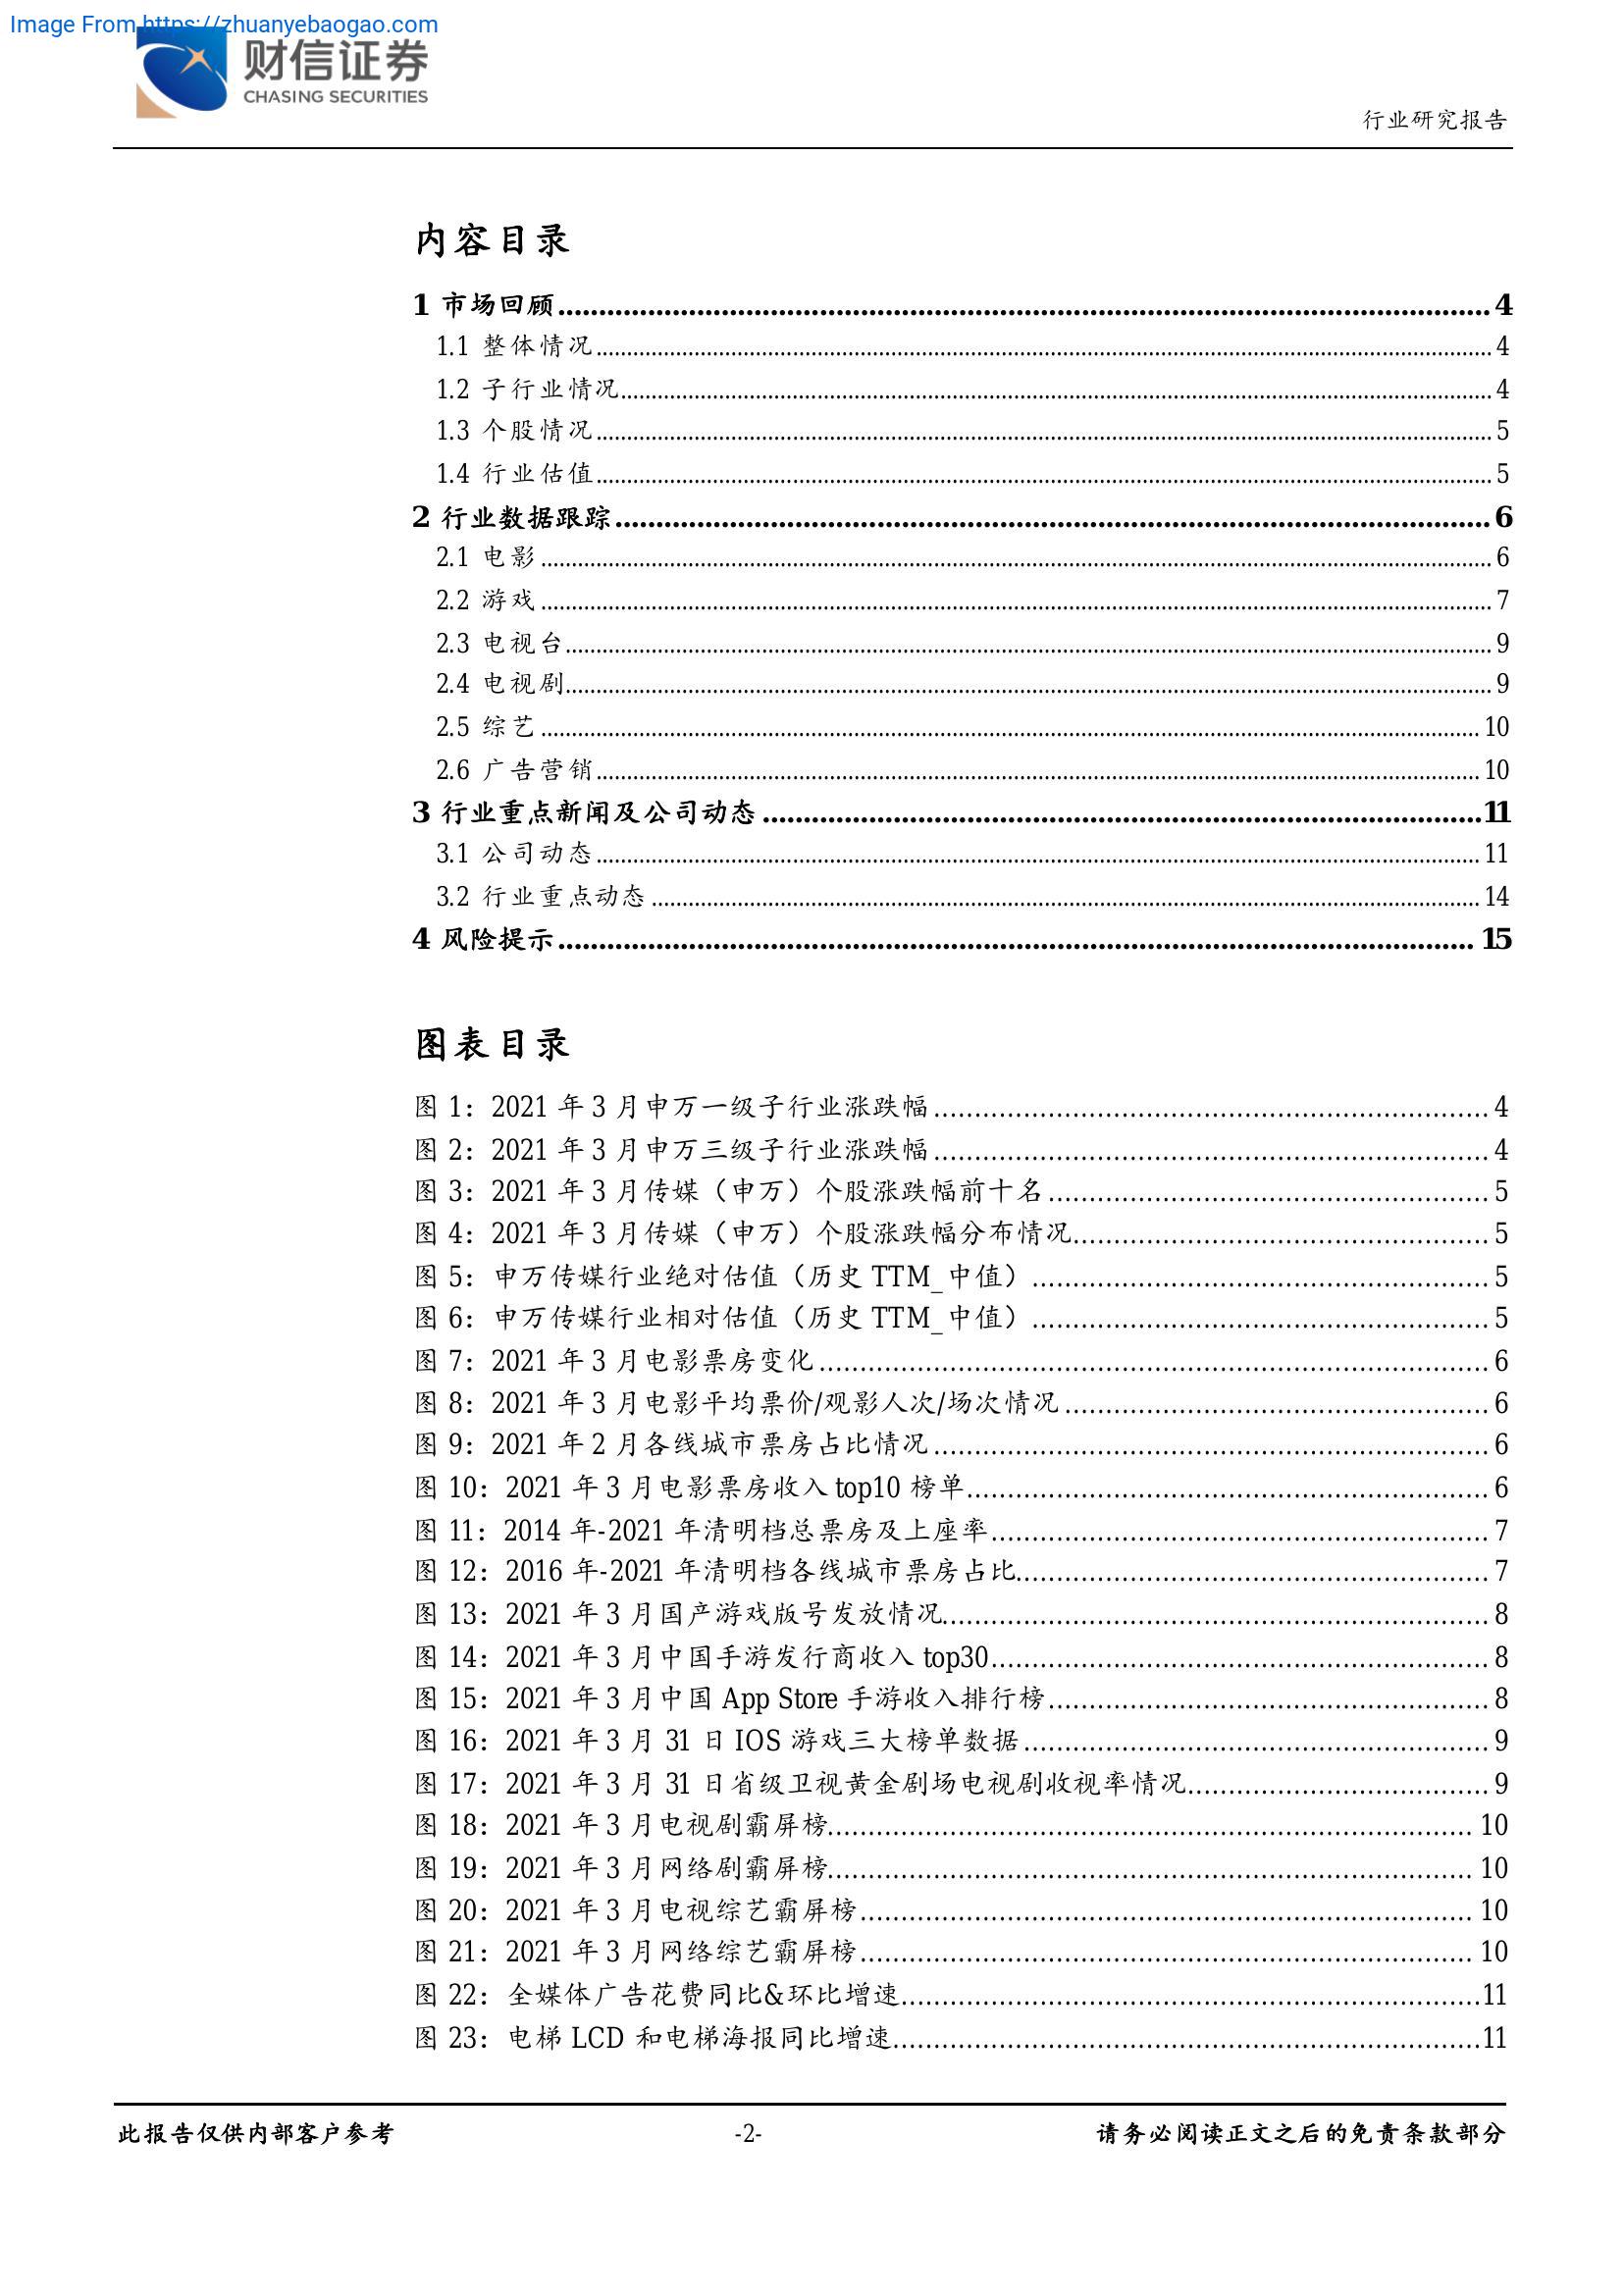 Image From https://zhuanyebaogao.com
财信证券
CHASING SECURITIES
行业研究报告
内容目录
1 市场回顾........................................................................................................4
1.1 整体情况........................................................................................................4
1.2 子行业情况........................................................................................................4
1.3 个股情况........................................................................................................5
1.4 行业估值........................................................................................................5
2 行业数据跟踪........................................................................................................6
2.1 电影........................................................................................................6
2.2 游戏........................................................................................................7
2.3 电视台........................................................................................................9
2.4 电视剧........................................................................................................9
2.5 综艺........................................................................................................10
2.6 广告营销........................................................................................................10
3 行业重点新闻及公司动态........................................................................................................11
3.1 公司动态........................................................................................................11
3.2 行业重点动态........................................................................................................14
4 风险提示........................................................................................................15
图表目录
图 1：2021 年 3 月申万一级子行业涨跌幅........................................................................4
图 2：2021 年 3 月申万三级子行业涨跌幅........................................................................4
图 3：2021 年 3 月传媒（申万）个股涨跌幅前十名........................................................................5
图 4：2021 年 3 月传媒（申万）个股涨跌幅分布情况........................................................................5
图 5：申万传媒行业绝对估值（历史 TTM_中值）........................................................................5
图 6：申万传媒行业相对估值（历史 TTM_中值）........................................................................5
图 7：2021 年 3 月电影票房变化........................................................................6
图 8：2021 年 3 月电影平均票价/观影人次/场次情况........................................................................6
图 9：2021 年 2 月各线城市票房占比情况........................................................................6
图 10：2021 年 3 月电影票房收入 top10 榜单........................................................................6
图 11：2014 年-2021 年清明档总票房及上座率........................................................................7
图 12：2016 年-2021 年清明档各线城市票房占比........................................................................7
图 13：2021 年 3 月国产游戏版号发放情况........................................................................8
图 14：2021 年 3 月中国手游发行商收入 top30........................................................................8
图 15：2021 年 3 月中国 App Store 手游收入排行榜........................................................................8
图 16：2021 年 3 月 31 日 IOS 游戏三大榜单数据........................................................................9
图 17：2021 年 3 月 31 日省级卫视黄金剧场电视剧收视率情况........................................................................9
图 18：2021 年 3 月电视剧霸屏榜........................................................................10
图 19：2021 年 3 月网络剧霸屏榜........................................................................10
图 20：2021 年 3 月电视综艺霸屏榜........................................................................10
图 21：2021 年 3 月网络综艺霸屏榜........................................................................10
图 22：全媒体广告花费同比&环比增速........................................................................11
图 23：电梯 LCD 和电梯海报同比增速........................................................................11
此报告仅供内部客户参考
-2-
请务必阅读正文之后的免责条款部分